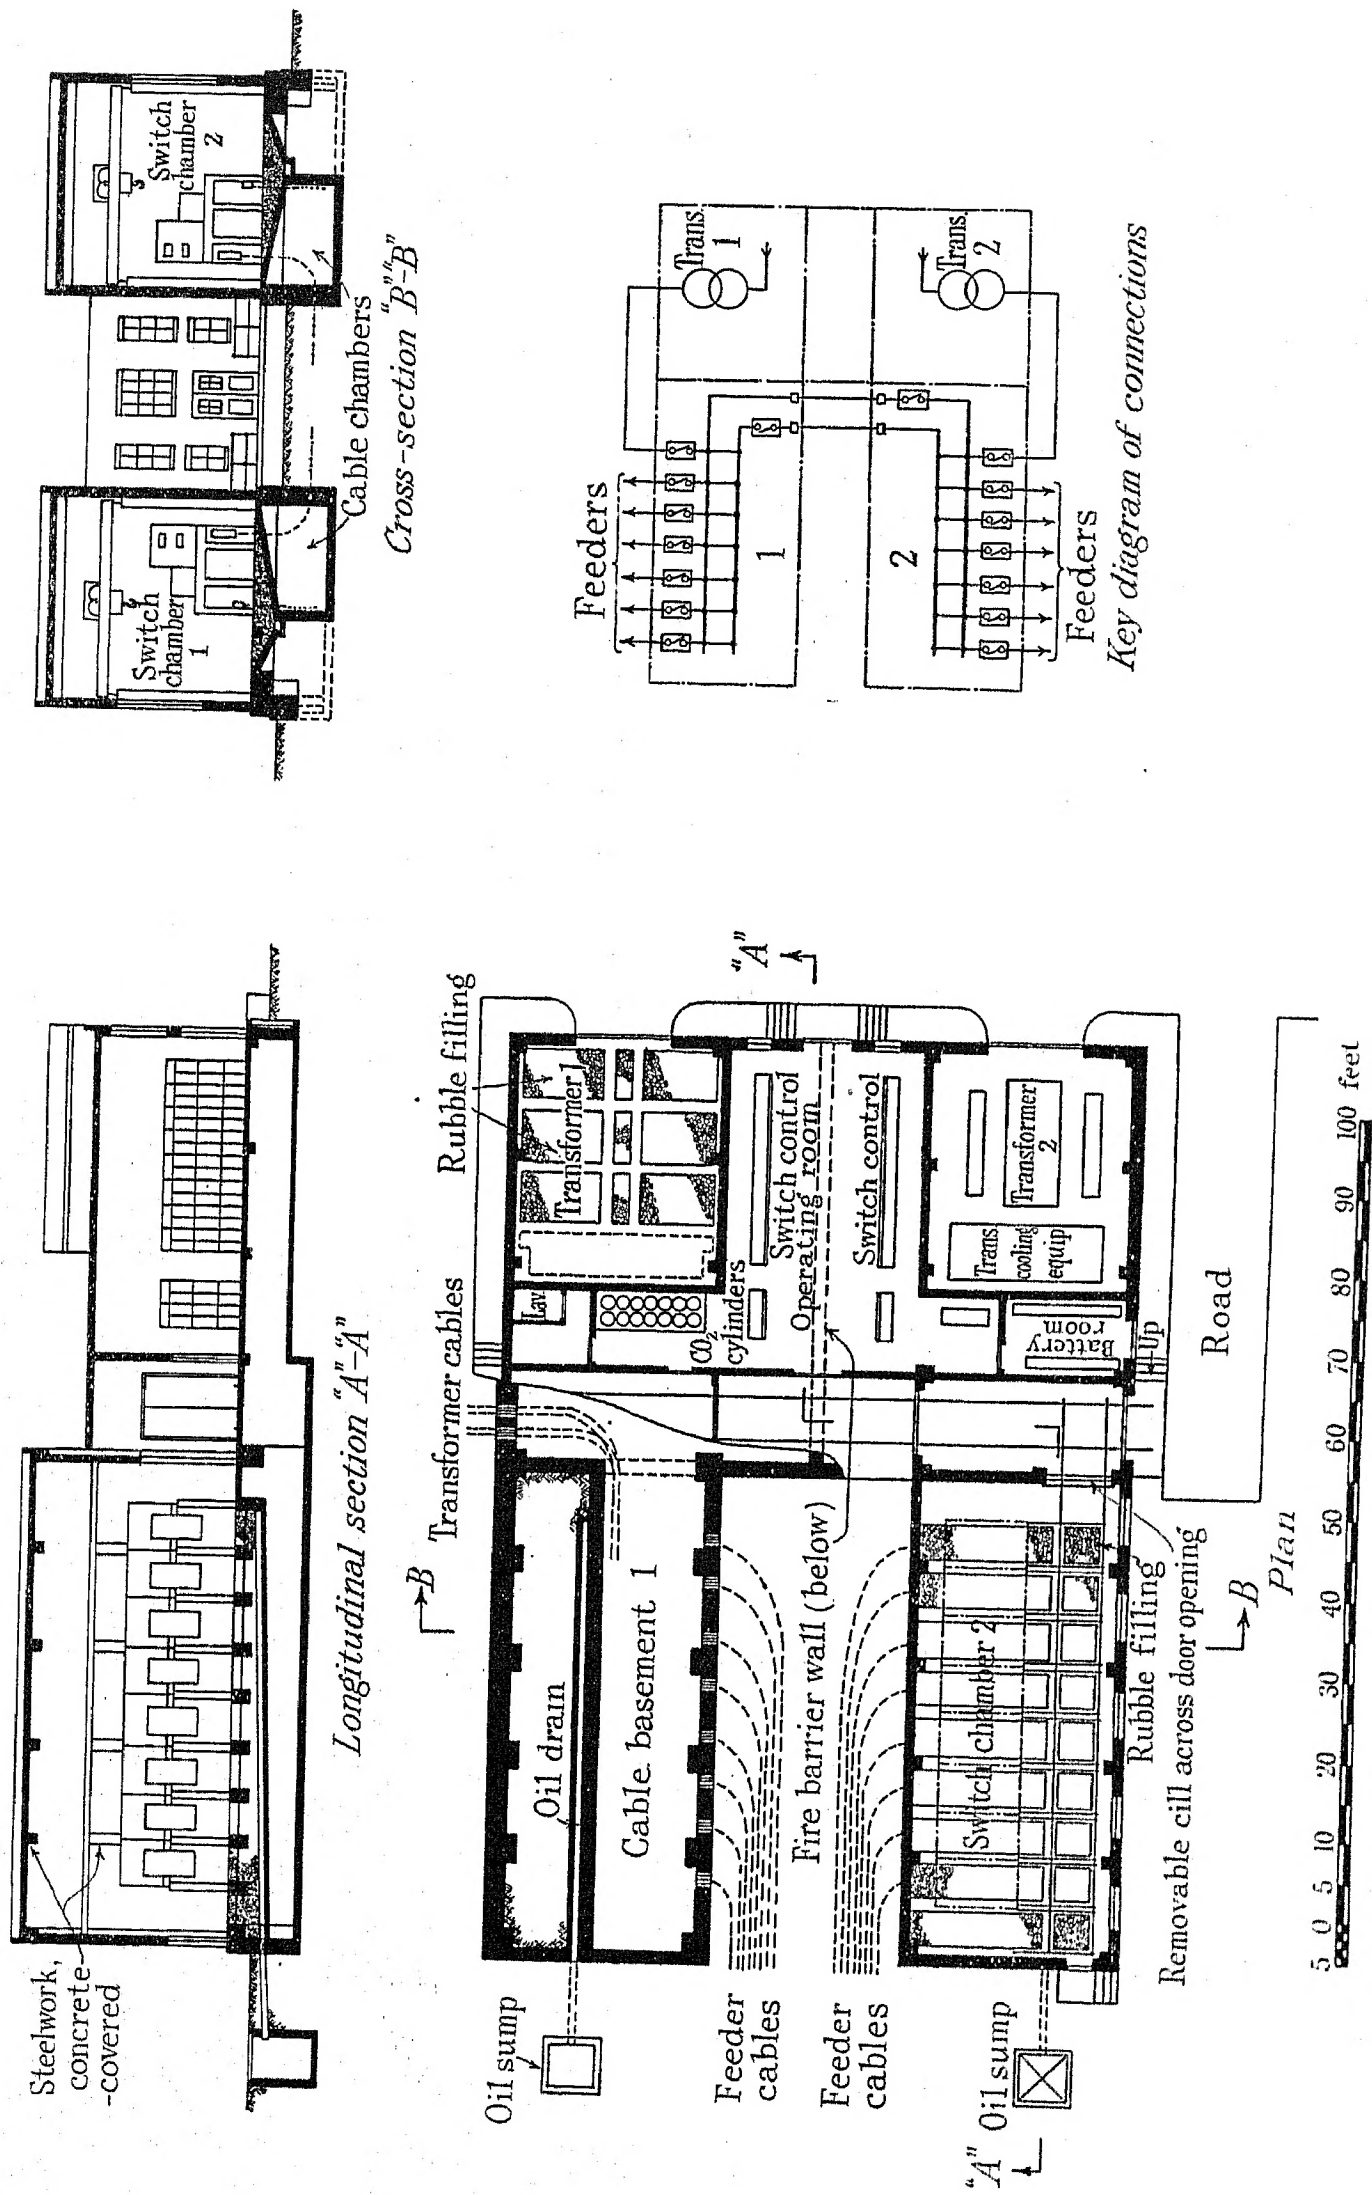 Steelwork,
concrete
-covered
Longitudinal section "A"-"A"
Switch
chamber
1
Switch
chamber
2
Cable chambers
Cross-section "B"-"B"
"A"
B
Transformer cables
Rubble filling
Oil sump
Oil drain
Cable basement 1
Lav.
Transformer 1
CO2
cylinders
Switch control
Operating room
Switch control
Feeder
cables
Feeder
cables
Fire barrier wall (below)
Switch chamber 2
Battery
room
Trans
cooling
equip
Transformer
2
Up
Road
Oil sump
"A"
Rubble filling
Removable cill across door opening
B
Plan
5 0 5 10 20 30 40 50 60 70 80 90 100 feet
Feeders
1
Trans.
1
2
Trans.
2
Feeders
Key diagram of connections